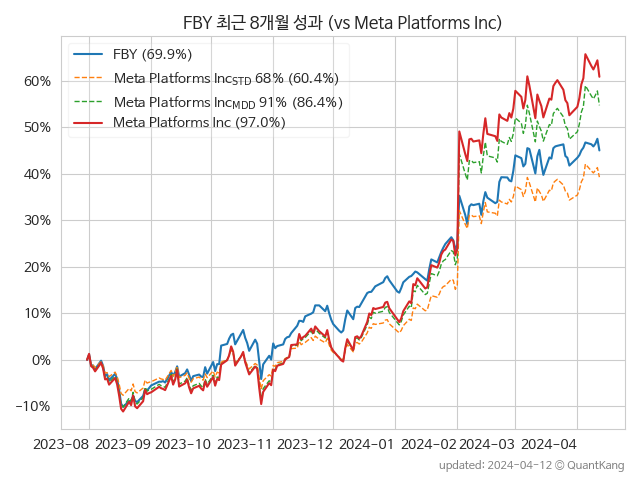 FBY 최근 8개월 성과 (vs Meta Platforms Inc)
FBY (69.9%)
Meta Platforms IncSTD 68% (60.4%)
Meta Platforms IncMDD 91% (86.4%)
Meta Platforms Inc (97.0%)
60%
50%
40%
30%
20%
10%
0%
−10%
2023−08 2023−09 2023−10 2023−11 2023−12 2024−01 2024−02 2024−03 2024−04
updated: 2024−04−12 © QuantKang